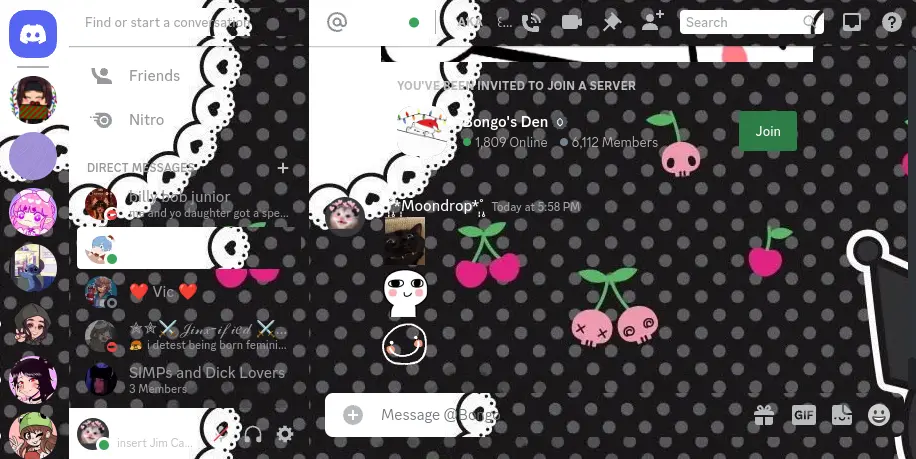 Find or start a conversation
Friends
Nitro
DIRECT MESSAGES
billy bob junior
and yo daughter got a spe...
❤️ Vic ❤️
☆☆⚔️ 𝒥𝒾𝓃𝓍-𝒾𝒻𝒾𝑒𝒹 ⚔️...
i detest being born femini...
SIMPs and Dick Lovers
3 Members
insert Jim Ca...
Search
YOU'VE BEEN INVITED TO JOIN A SERVER
Bongo's Den
1,809 Online 6,112 Members
Join
*Moondrop* Today at 5:58 PM
Message @Bongo
GIF